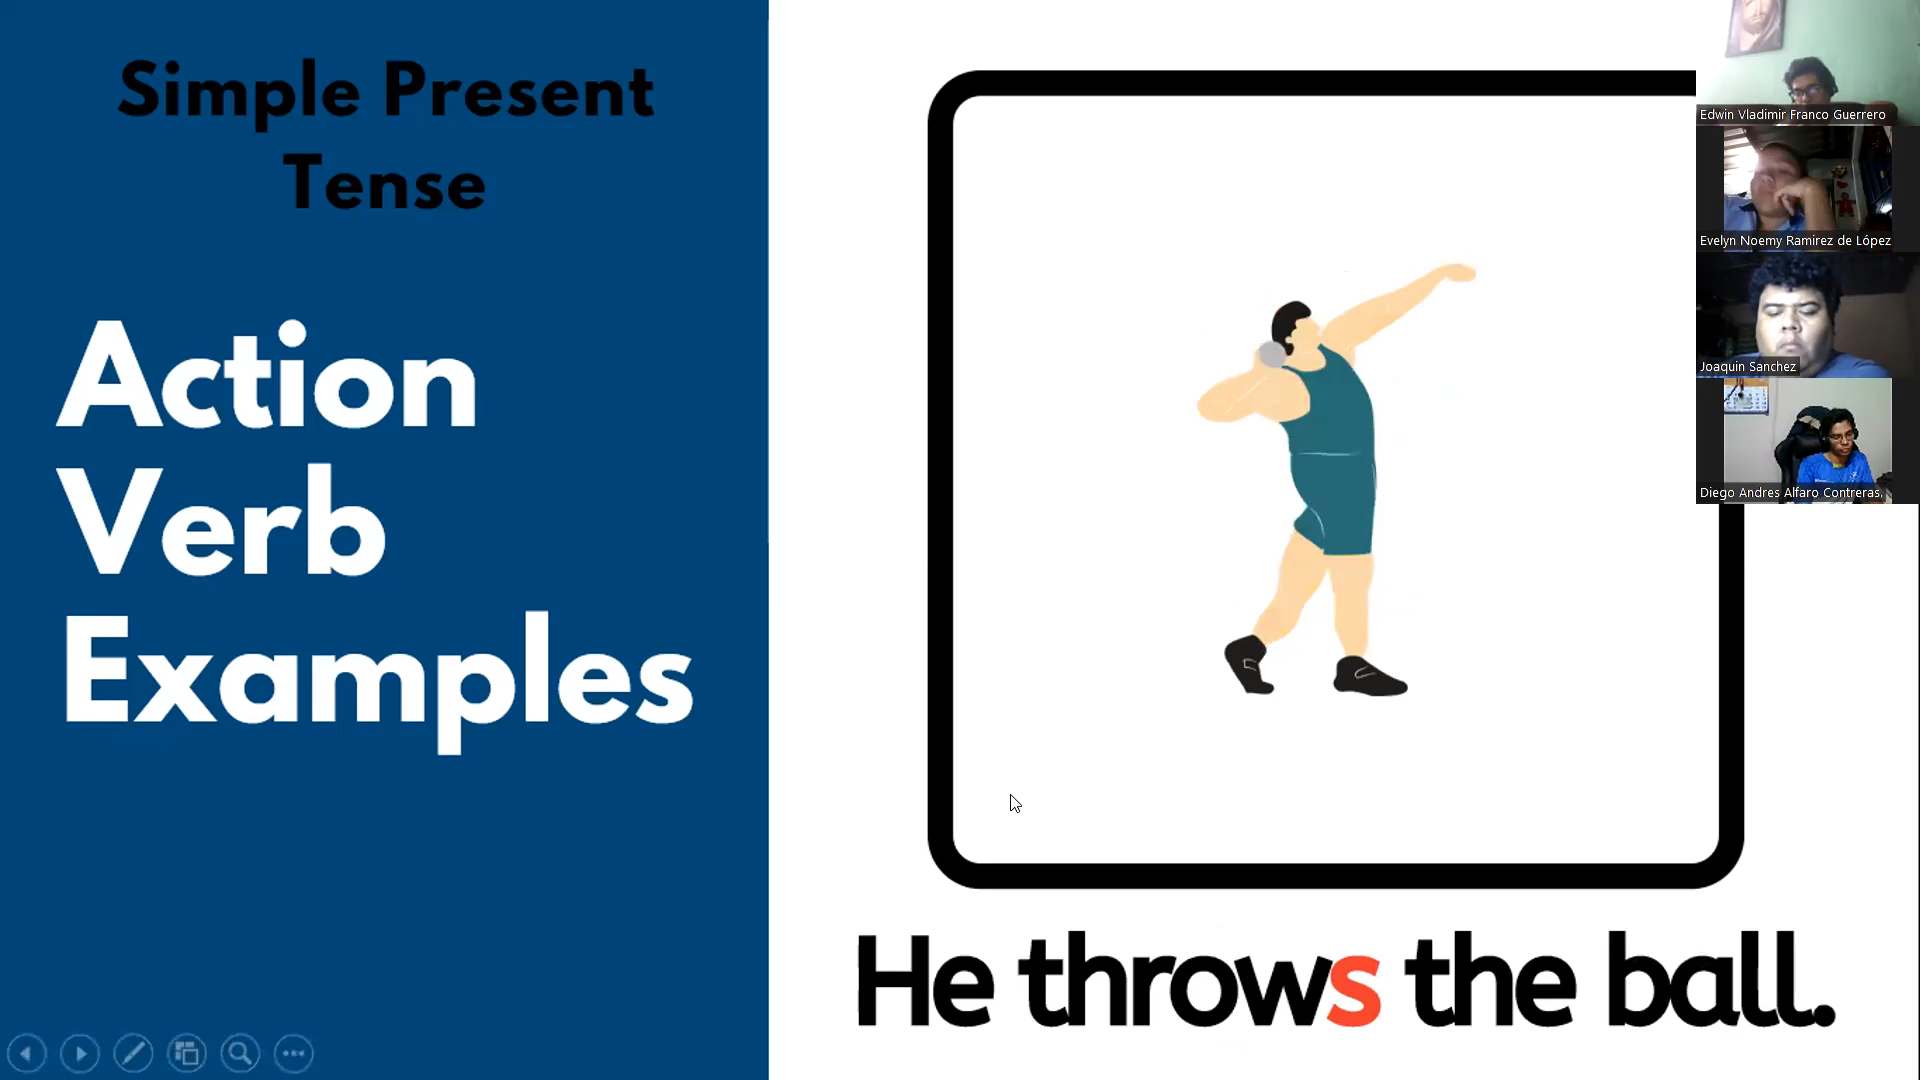 Simple Present
Tense
Action
Verb
Examples
He throws the ball.
Edwin Vladimir Franco Guerrero
Evelyn Noemy Ramirez de López
Joaquin Sanchez
Diego Andres Alfaro Contreras.